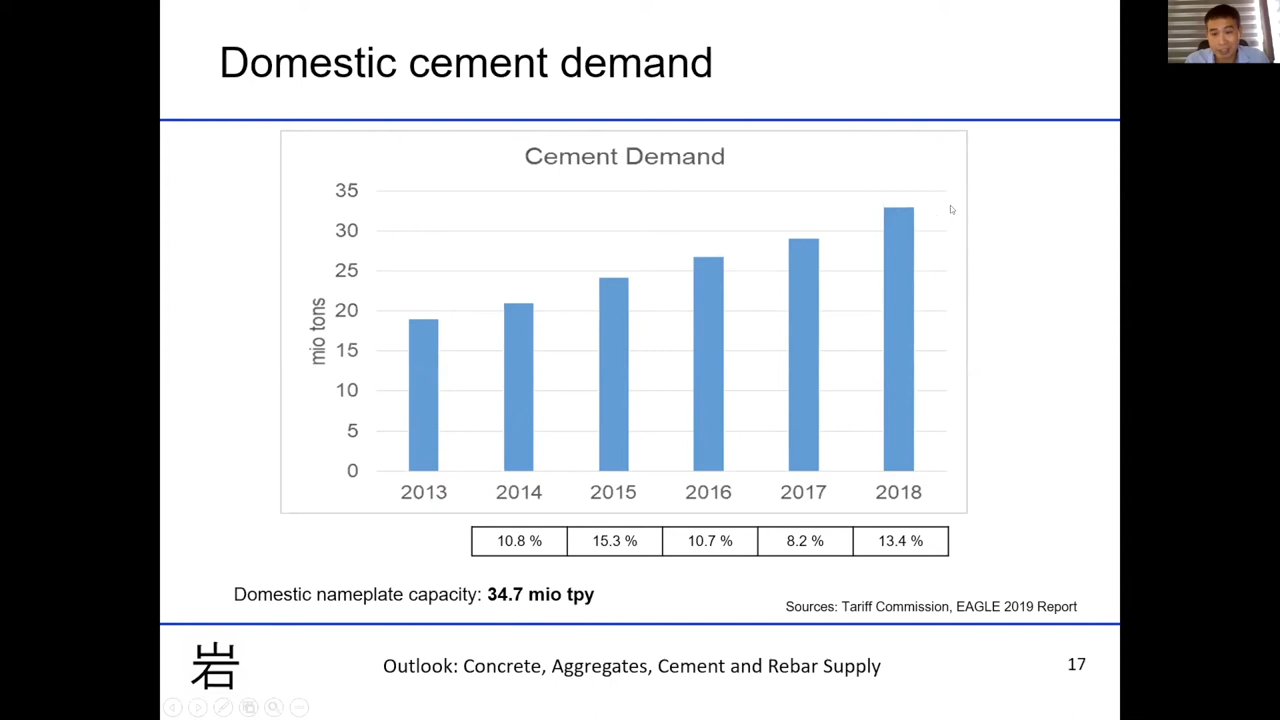 Domestic cement demand
Cement Demand
35
30
25
20
15
10
5
0
mio tons
2013 2014 2015 2016 2017 2018
10.8 % 15.3 % 10.7 % 8.2 % 13.4 %
Domestic nameplate capacity: 34.7 mio tpy
Sources: Tariff Commission, EAGLE 2019 Report
岩
Outlook: Concrete, Aggregates, Cement and Rebar Supply
17